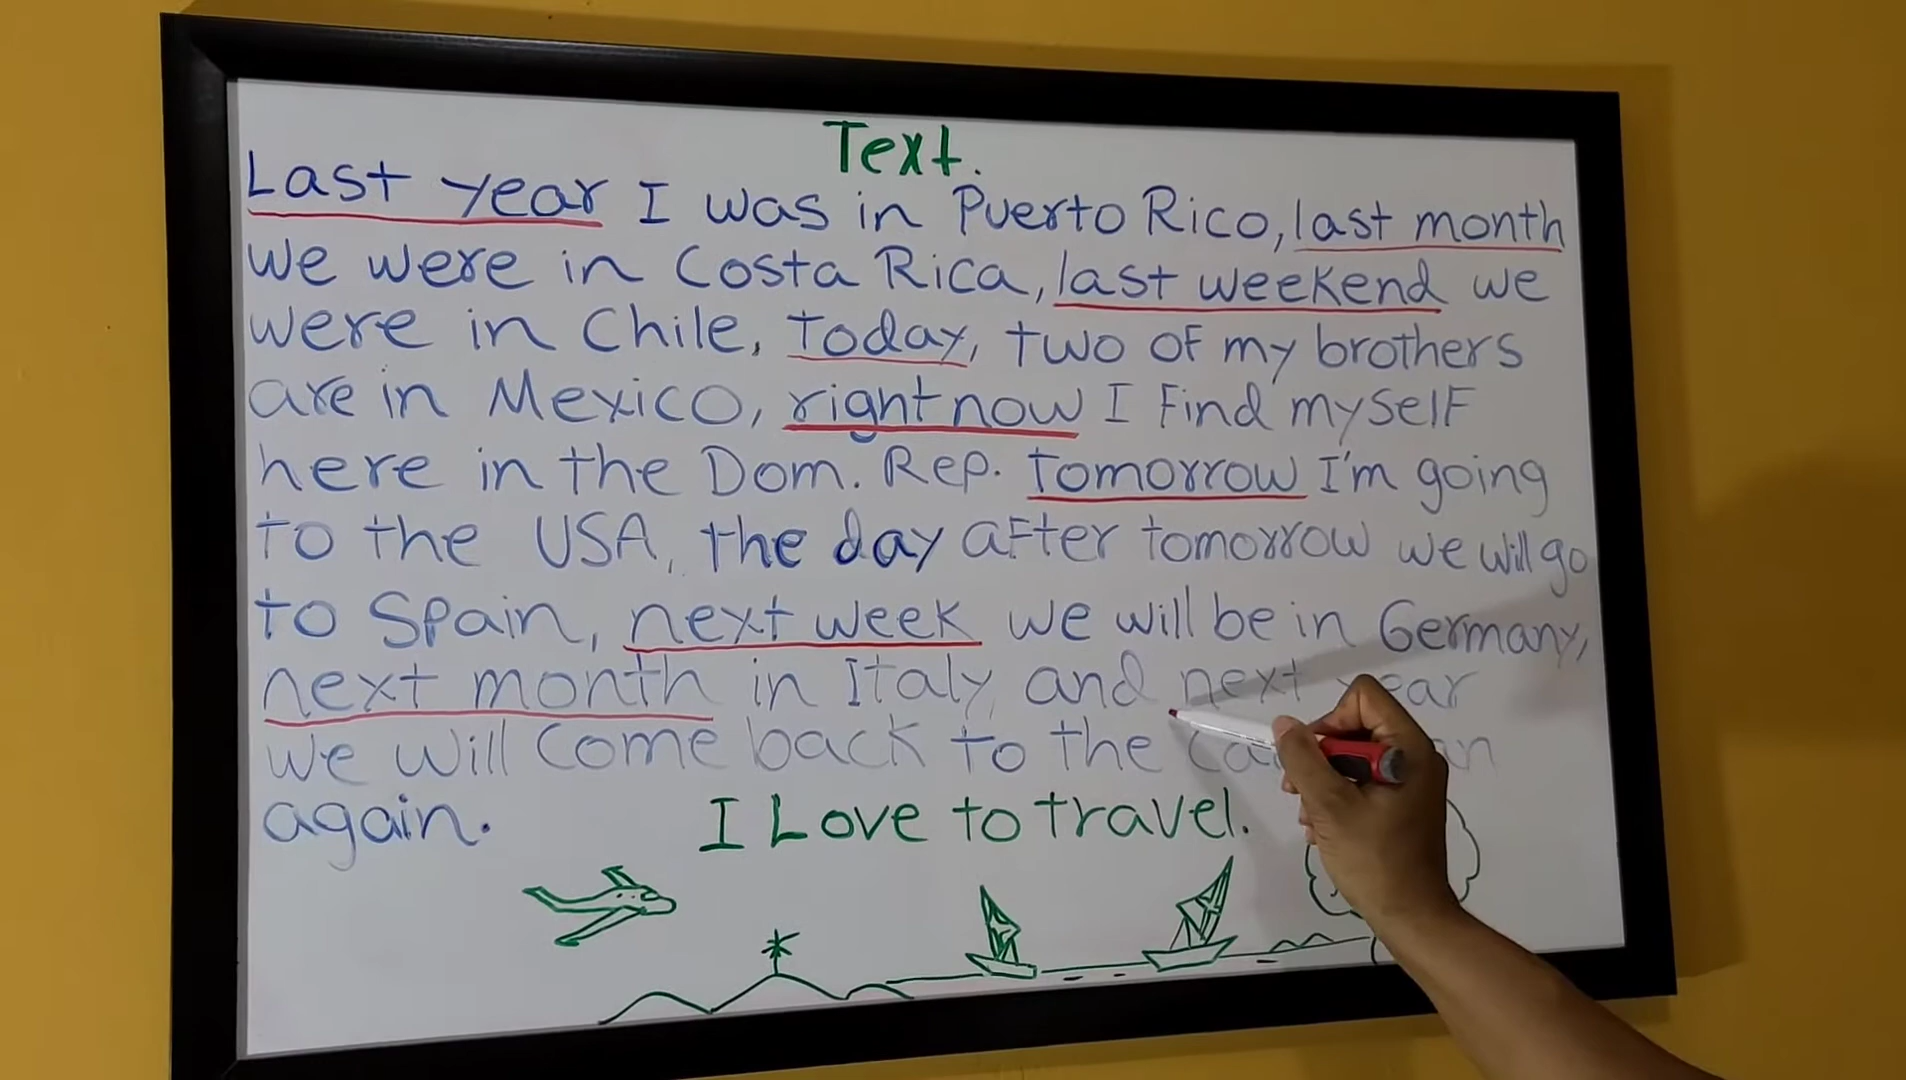 Text.
Last year I was in Puerto Rico, last month
we were in Costa Rica, last weekend we
were in Chile, today, two of my brothers
are in Mexico, right now I find myself
here in the Dom. Rep. tomorrow I'm going
to the USA, the day after tomorrow we will go
to Spain, next week we will be in Germany,
next month in Italy, and next year
we will come back to the
again.
I Love to travel.